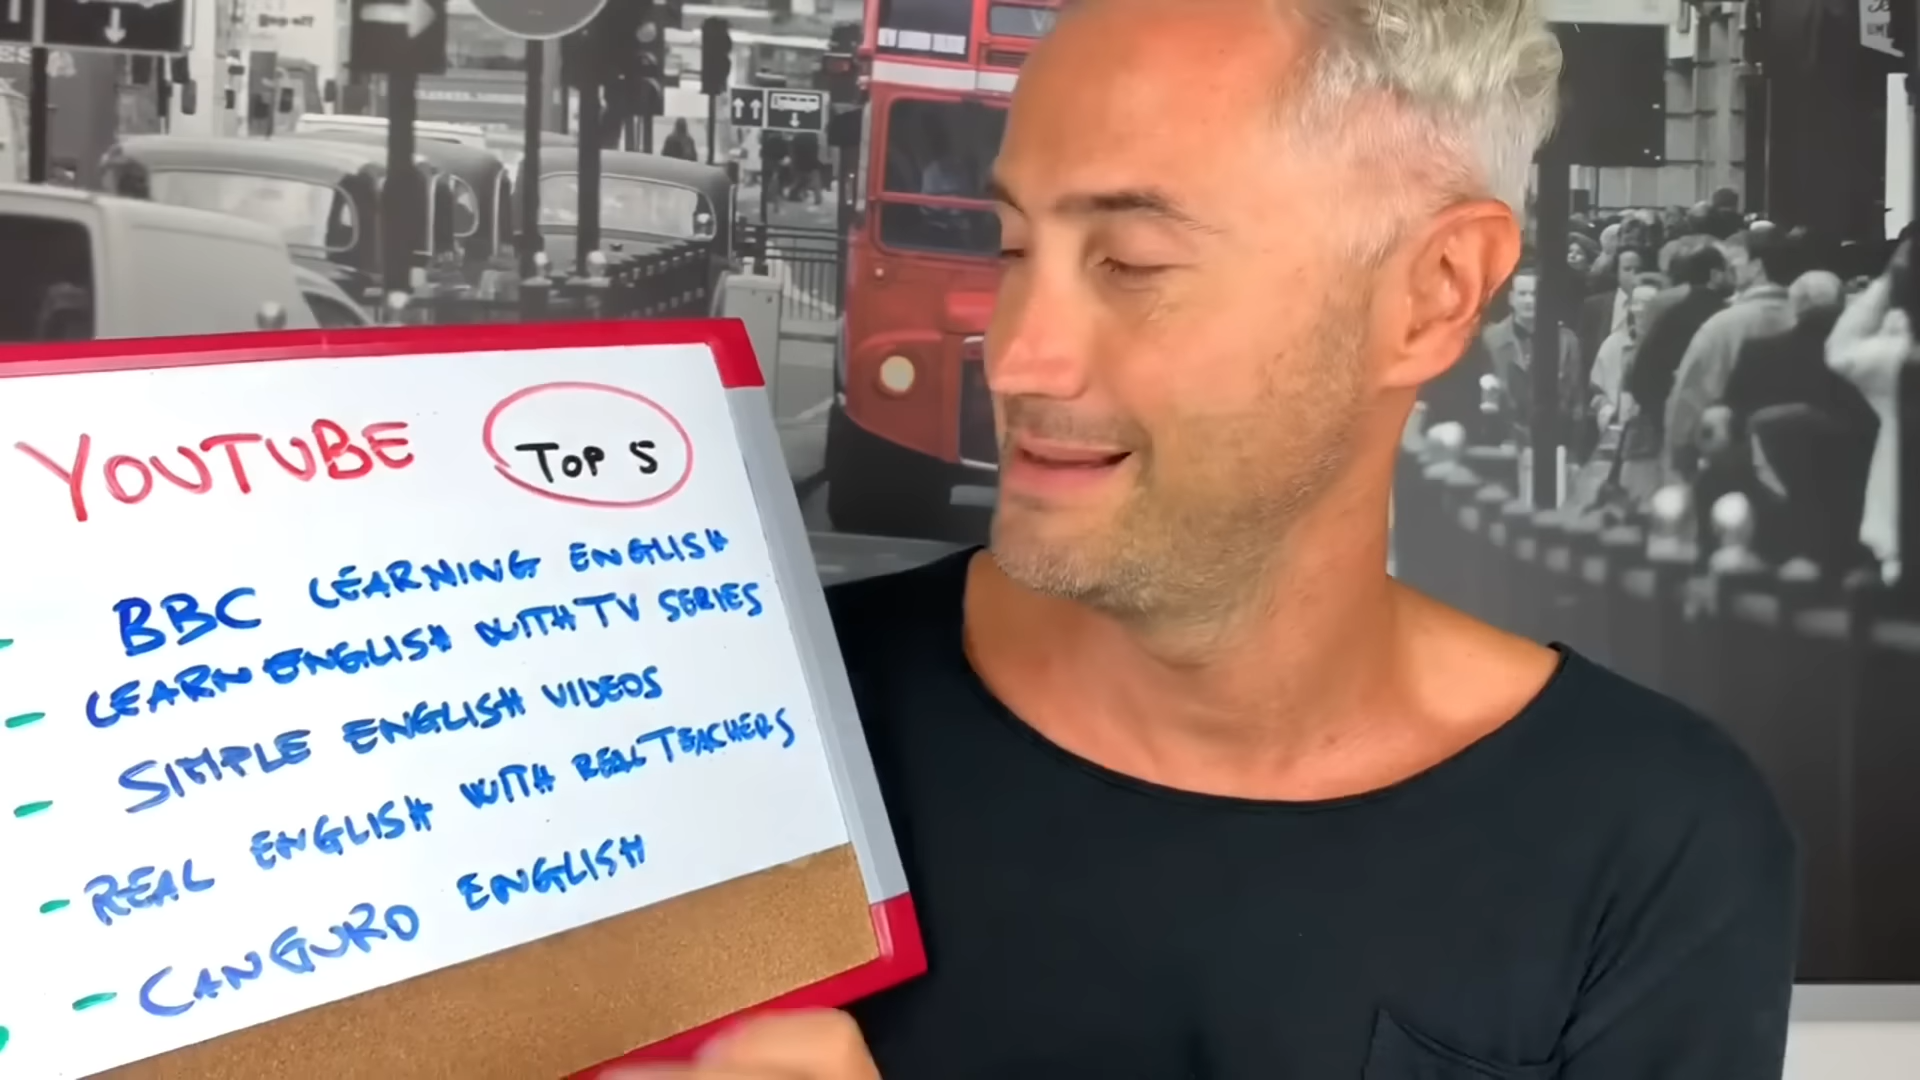 YOUTUBE TOP 5
- BBC LEARNING ENGLISH
- LEARN ENGLISH WITH TV SERIES
- SIMPLE ENGLISH VIDEOS
- REAL ENGLISH WITH REAL TEACHERS
- CANGURO ENGLISH